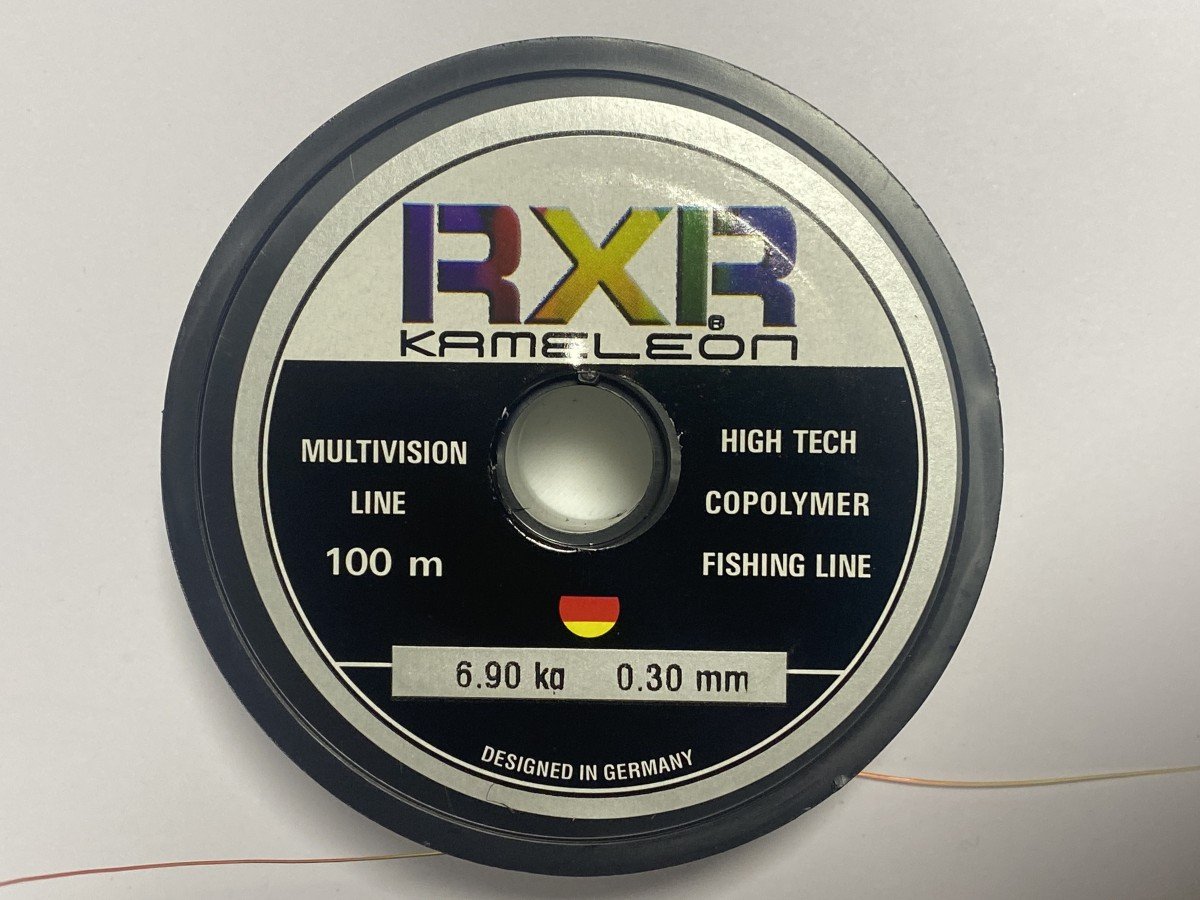 RXR
KAMELEON®
MULTIVISION
LINE
100 m
HIGH TECH
COPOLYMER
FISHING LINE
6.90 kg 0.30 mm
DESIGNED IN GERMANY